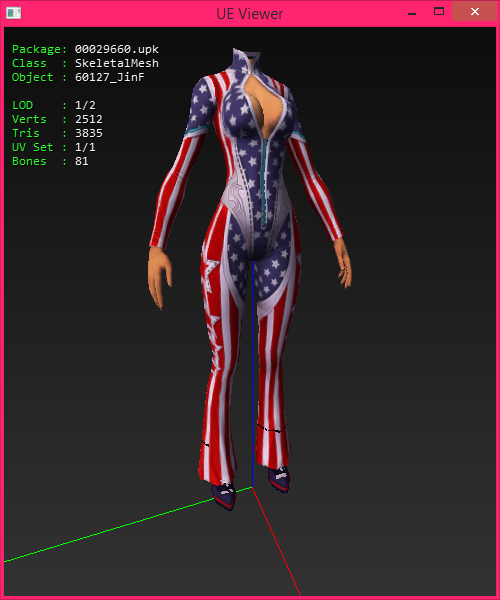 UE Viewer
Package: 00029660.upk
Class : SkeletalMesh
Object : 60127_JinF
LOD : 1/2
Verts : 2512
Tris : 3835
UV Set : 1/1
Bones : 81